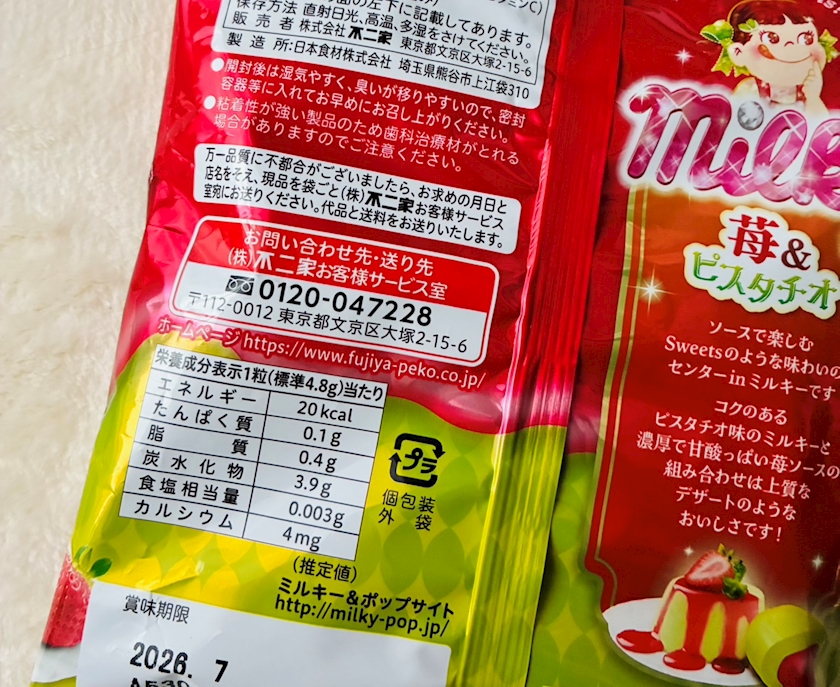 の面の左下に記載してあります。
保存方法 直射日光、高温、多湿をさけてください。
販売者 株式会社 不二家 東京都文京区大塚2-15-6
製造所:日本食材株式会社 埼玉県熊谷市上江袋310
●開封後は湿気やすく、臭いが移りやすいので、密封
容器等に入れてお早めにお召し上がりください。
●粘着性が強い製品のため歯科治療材がとれる
場合がありますのでご注意ください。
万一品質に不都合がございましたら、お求めの月日と
店名をそえ、現品を袋ごと(株)不二家お客様サービス
室宛にお送りください。代品と送料をお送りいたします。
お問い合わせ先・送り先
(株)不二家お客様サービス室
0120-047228
〒112-0012 東京都文京区大塚2-15-6
ホームページ https://www.fujiya-peko.co.jp/
栄養成分表示1粒(標準4.8g)当たり
エネルギー 20kcal
たんぱく質 0.1g
脂質 0.4g
炭水化物 3.9g
食塩相当量 0.003g
カルシウム 4mg
(推定値)
プラ
個包装
外袋
ミルキー&ポップサイト
http://milky-pop.jp/
賞味期限
2026. 7
苺&
ピスタチオ
ソースで楽しむ
Sweetsのような味わいの
センターinミルキーです
コクのある
ピスタチオ味のミルキーと
濃厚で甘酸っぱい苺ソースの
組み合わせは上質な
デザートのような
おいしさです!